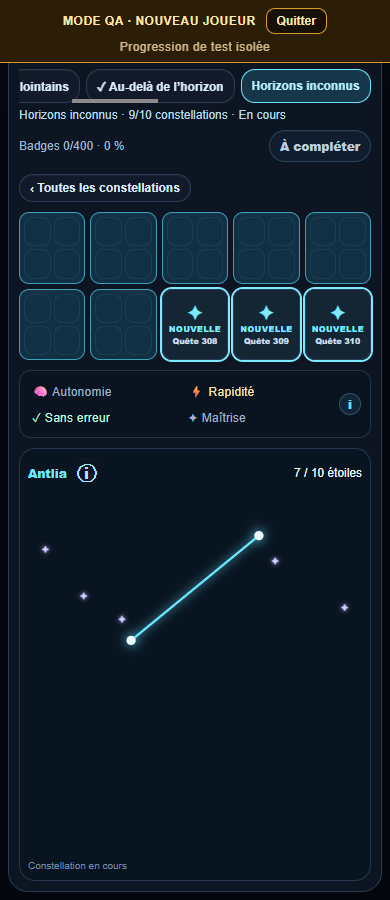 MODE QA · NOUVEAU JOUEUR Quitter
Progression de test isolée
lointains ✓ Au-delà de l'horizon Horizons inconnus
Horizons inconnus · 9/10 constellations · En cours
Badges 0/400 · 0 % À compléter
‹ Toutes les constellations
NOUVELLE NOUVELLE NOUVELLE
Quête 308 Quête 309 Quête 310
Autonomie Rapidité
✓ Sans erreur Maîtrise
i
Antlia i 7 / 10 étoiles
Constellation en cours